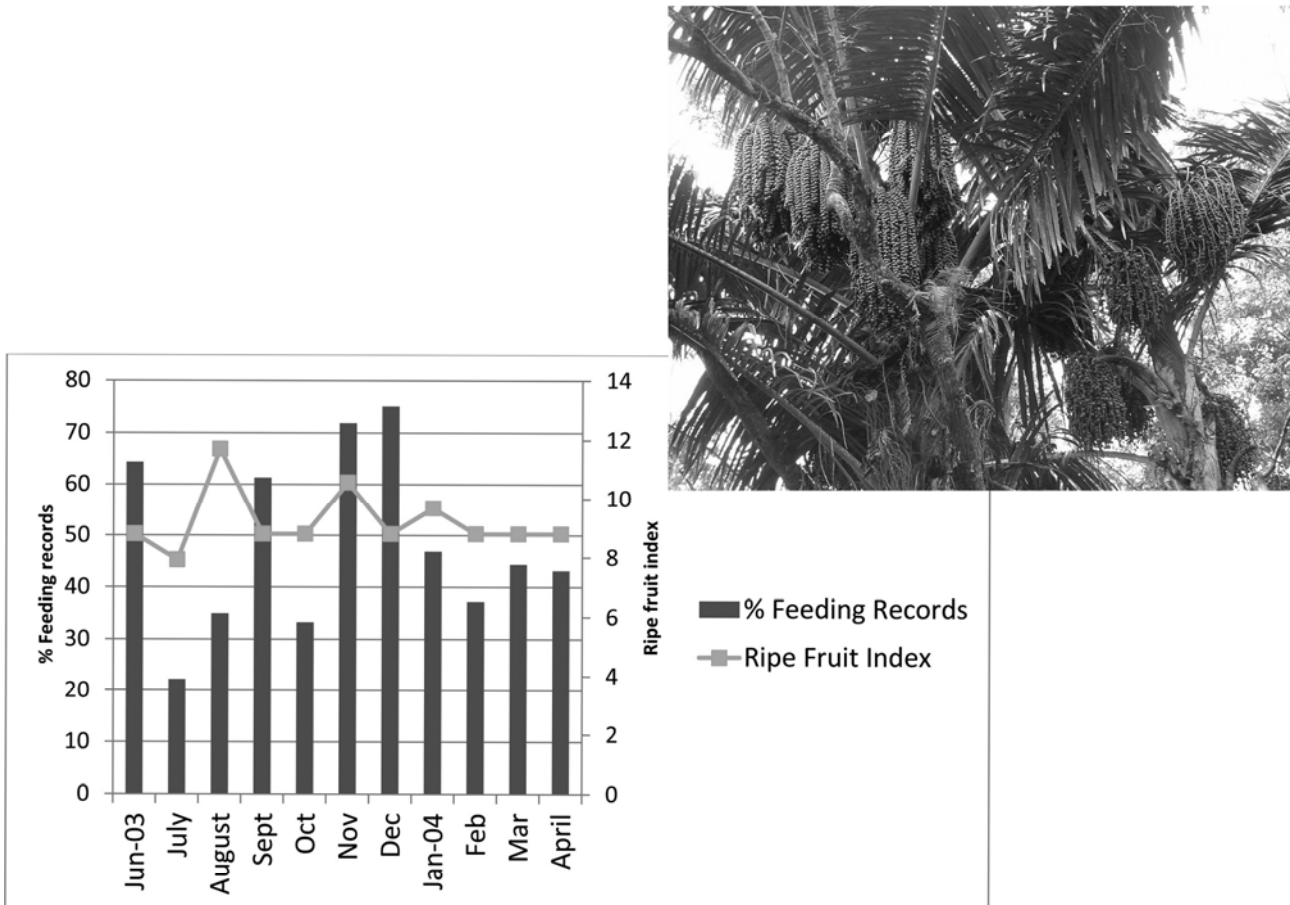 80
70
60
50
40
30
20
10
0
% Feeding records
14
12
10
8
6
4
2
0
Ripe fruit index
Jun-03
July
August
Sept
Oct
Nov
Dec
Jan-04
Feb
Mar
April
% Feeding Records
Ripe Fruit Index